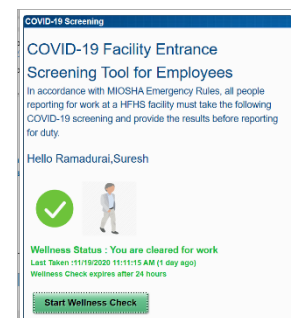 COVID-19 Screening
COVID-19 Facility Entrance
Screening Tool for Employees
In accordance with MIOSHA Emergency Rules, all people
reporting for work at a HFHS facility must take the following
COVID-19 screening and provide the results before reporting
for duty.
Hello Ramadurai,Suresh
Wellness Status : You are cleared for work
Last Taken :11/19/2020 11:11:15 AM (1 day ago)
Wellness Check expires after 24 hours
Start Wellness Check